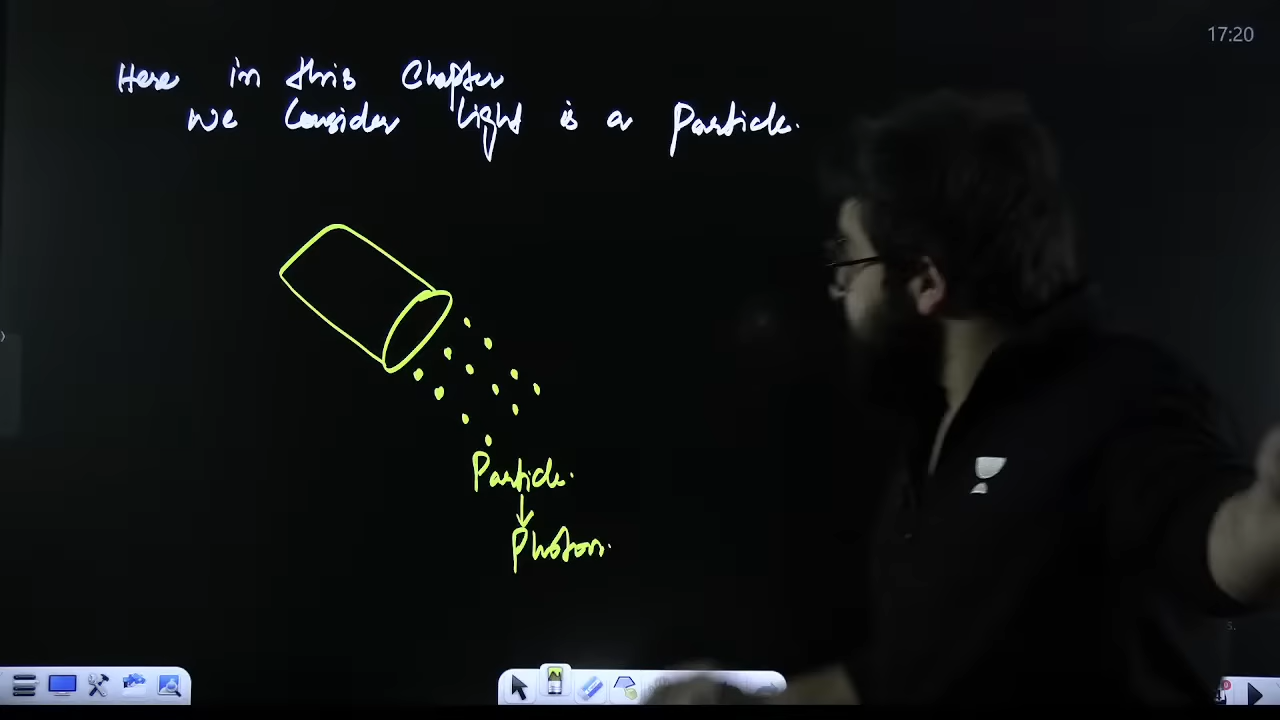 17:20
Here in this Chapter
we Consider light is a Particle.
Particle.
Photon.